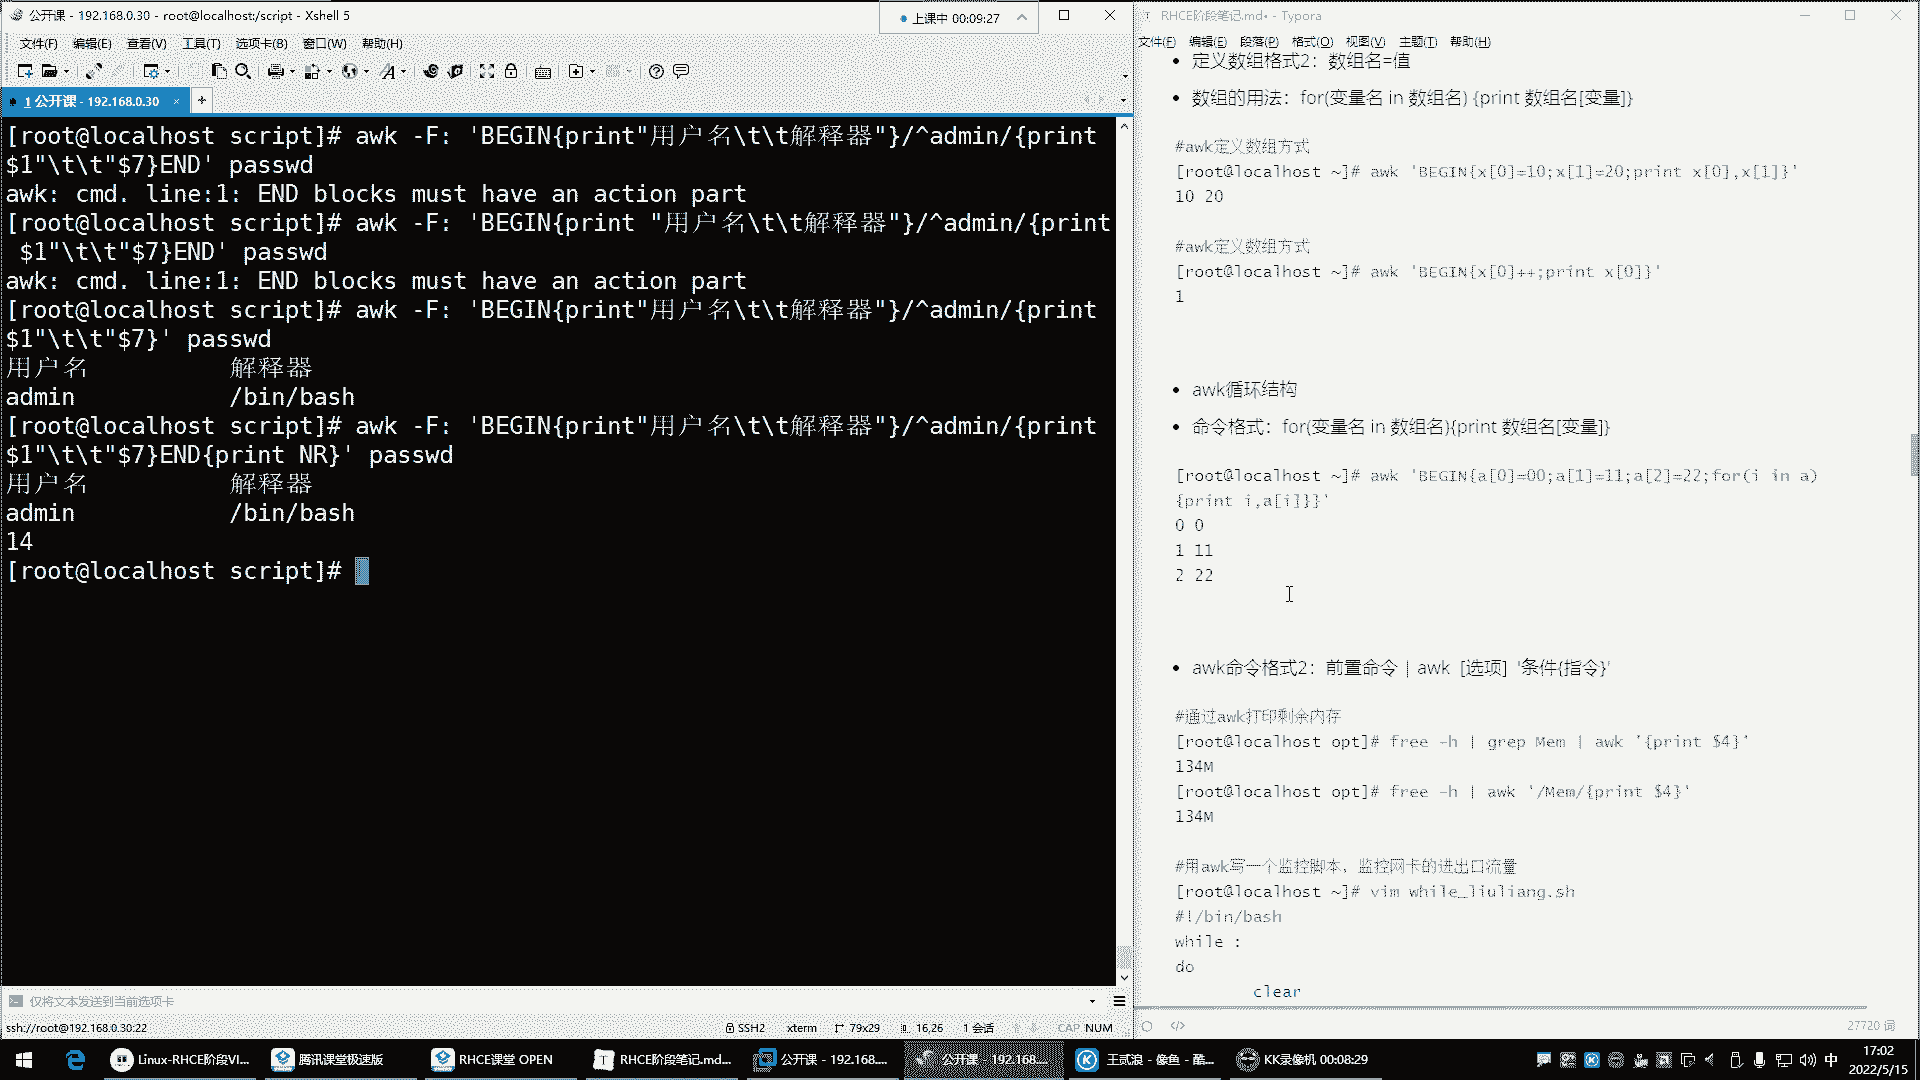 公开课 - 192.168.0.30 - root@localhost:/script - Xshell 5
上课中 00:09:27
文件(F) 编辑(E) 查看(V) 工具(T) 选项卡(B) 窗口(W) 帮助(H)
1 公开课 - 192.168.0.30 × +
[root@localhost script]# awk -F: 'BEGIN{print"用户名\t\t解释器"}/^admin/{print
$1"\t\t"$7}END' passwd
awk: cmd. line:1: END blocks must have an action part
[root@localhost script]# awk -F: 'BEGIN{print "用户名\t\t解释器"}/^admin/{print
$1"\t\t"$7}END' passwd
awk: cmd. line:1: END blocks must have an action part
[root@localhost script]# awk -F: 'BEGIN{print"用户名\t\t解释器"}/^admin/{print
$1"\t\t"$7}' passwd
用户名 解释器
admin /bin/bash
[root@localhost script]# awk -F: 'BEGIN{print"用户名\t\t解释器"}/^admin/{print
$1"\t\t"$7}END{print NR}' passwd
用户名 解释器
admin /bin/bash
14
[root@localhost script]#
仅将文本发送到当前选项卡
ssh://root@192.168.0.30:22 SSH2 xterm 79x29 16,26 1 会话 CAP NUM
RHCE阶段笔记.md• - Typora
文件(F) 编辑(E) 段落(P) 格式(O) 视图(V) 主题(T) 帮助(H)
• 定义数组格式2：数组名=值
• 数组的用法：for(变量名 in 数组名) {print 数组名[变量]}
#awk定义数组方式
[root@localhost ~]# awk 'BEGIN{x[0]=10;x[1]=20;print x[0],x[1]}'
10 20
#awk定义数组方式
[root@localhost ~]# awk 'BEGIN{x[0]++;print x[0]}'
1
• awk循环结构
• 命令格式：for(变量名 in 数组名){print 数组名[变量]}
[root@localhost ~]# awk 'BEGIN{a[0]=00;a[1]=11;a[2]=22;for(i in a)
{print i,a[i]}}'
0 0
1 11
2 22
• awk命令格式2：前置命令 | awk [选项] '条件{指令}'
#通过awk打印剩余内存
[root@localhost opt]# free -h | grep Mem | awk '{print $4}'
134M
[root@localhost opt]# free -h | awk '/Mem/{print $4}'
134M
#用awk写一个监控脚本，监控网卡的进出口流量
[root@localhost ~]# vim while_liuliang.sh
#!/bin/bash
while :
do
clear
</> 27720 词
Linux-RHCE阶段VI... 腾讯课堂极速版 RHCE课堂 OPEN RHCE阶段笔记.md... 公开课 - 192.168.... 公开课 - 192.168.... 王贰浪 - 像鱼 - 酷... KK录像机 00:08:29 中
17:02
2022/5/15